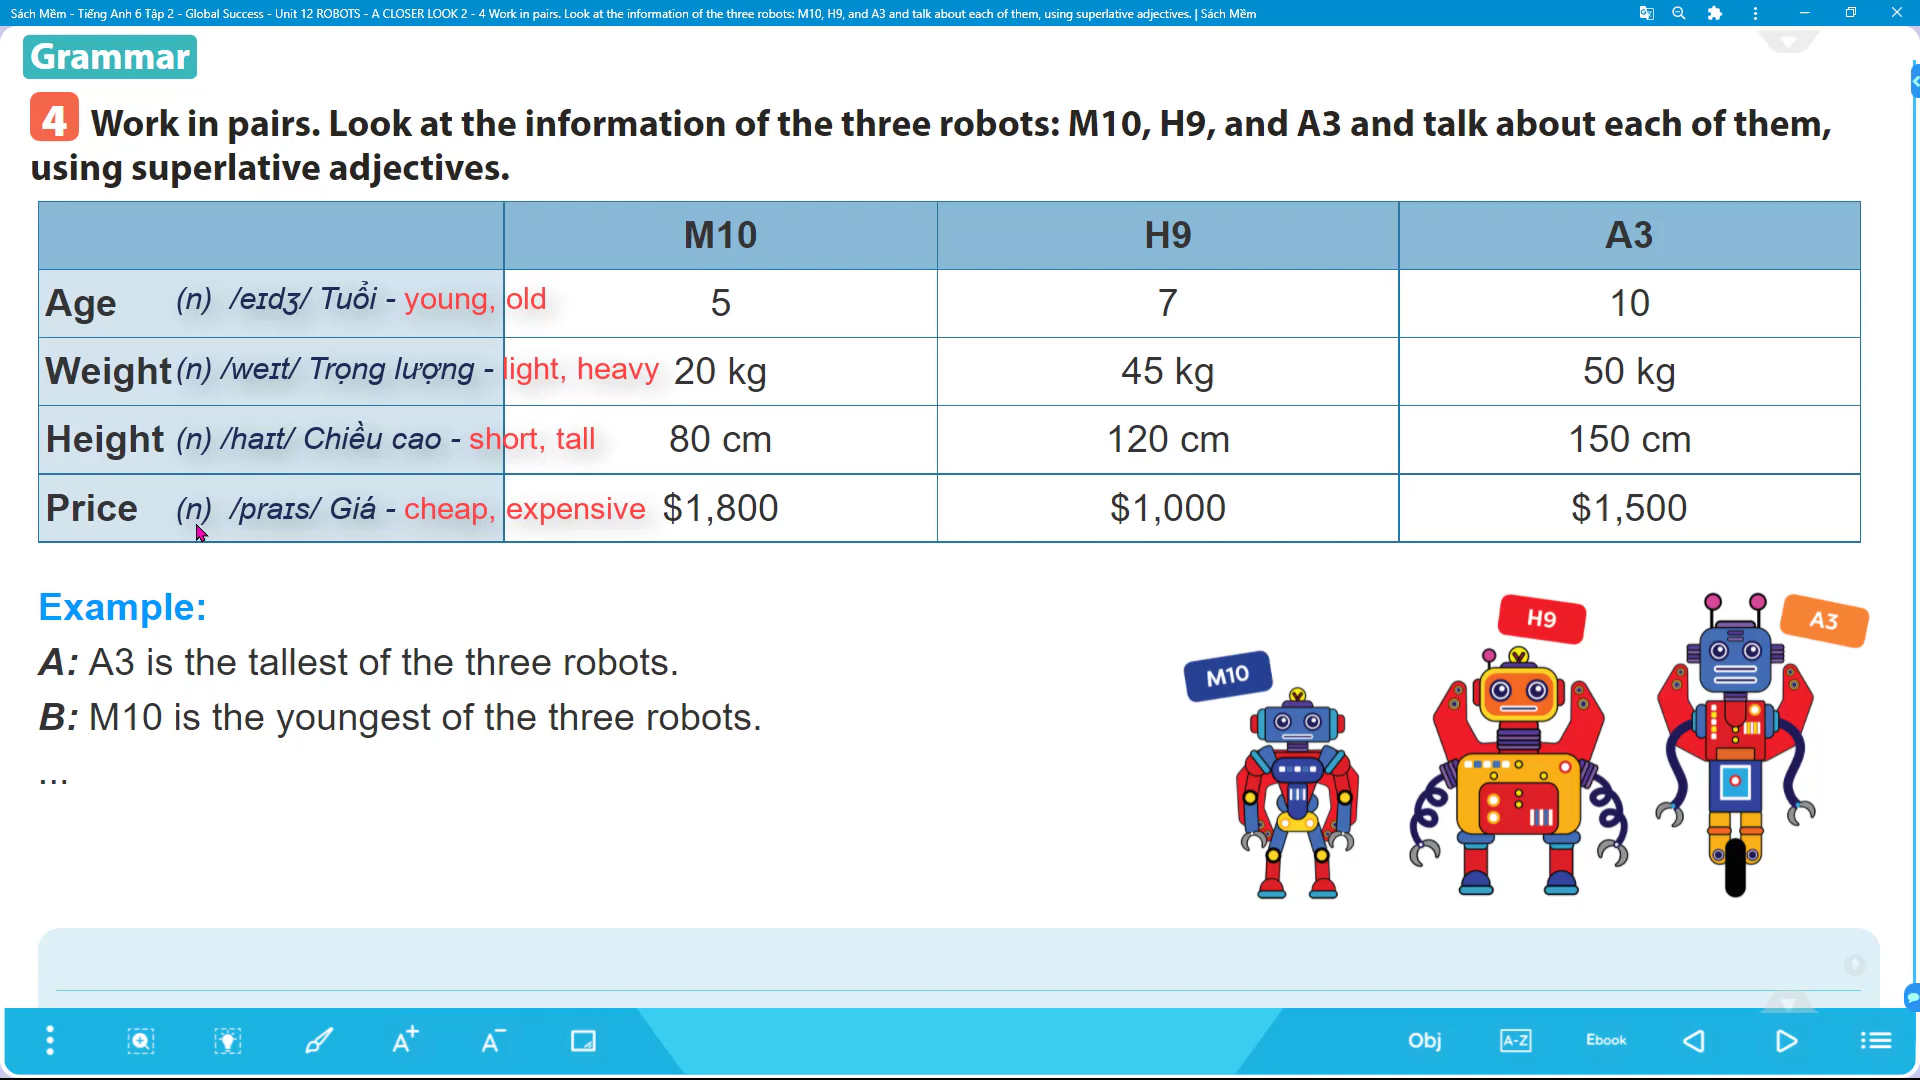 Sách Mềm - Tiếng Anh 6 Tập 2 - Global Success - Unit 12 ROBOTS - A CLOSER LOOK 2 - 4 Work in pairs. Look at the information of the three robots: M10, H9, and A3 and talk about each of them, using superlative adjectives. | Sách Mềm
Grammar
4 Work in pairs. Look at the information of the three robots: M10, H9, and A3 and talk about each of them,
using superlative adjectives.
M10 H9 A3
Age (n) /eɪdʒ/ Tuổi - young, old 5 7 10
Weight (n) /weɪt/ Trọng lượng - light, heavy 20 kg 45 kg 50 kg
Height (n) /haɪt/ Chiều cao - short, tall 80 cm 120 cm 150 cm
Price (n) /praɪs/ Giá - cheap, expensive $1,800 $1,000 $1,500
Example:
A: A3 is the tallest of the three robots.
B: M10 is the youngest of the three robots.
...
M10
H9
A3
A+ A- Obj A-Z Ebook